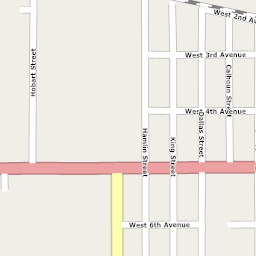 West 2nd Av
West 3rd Avenue
Hobart Street
Calhoun Street
West 4th Avenue
Dallas Street
Hamlin Street
King Street
West 6th Avenue